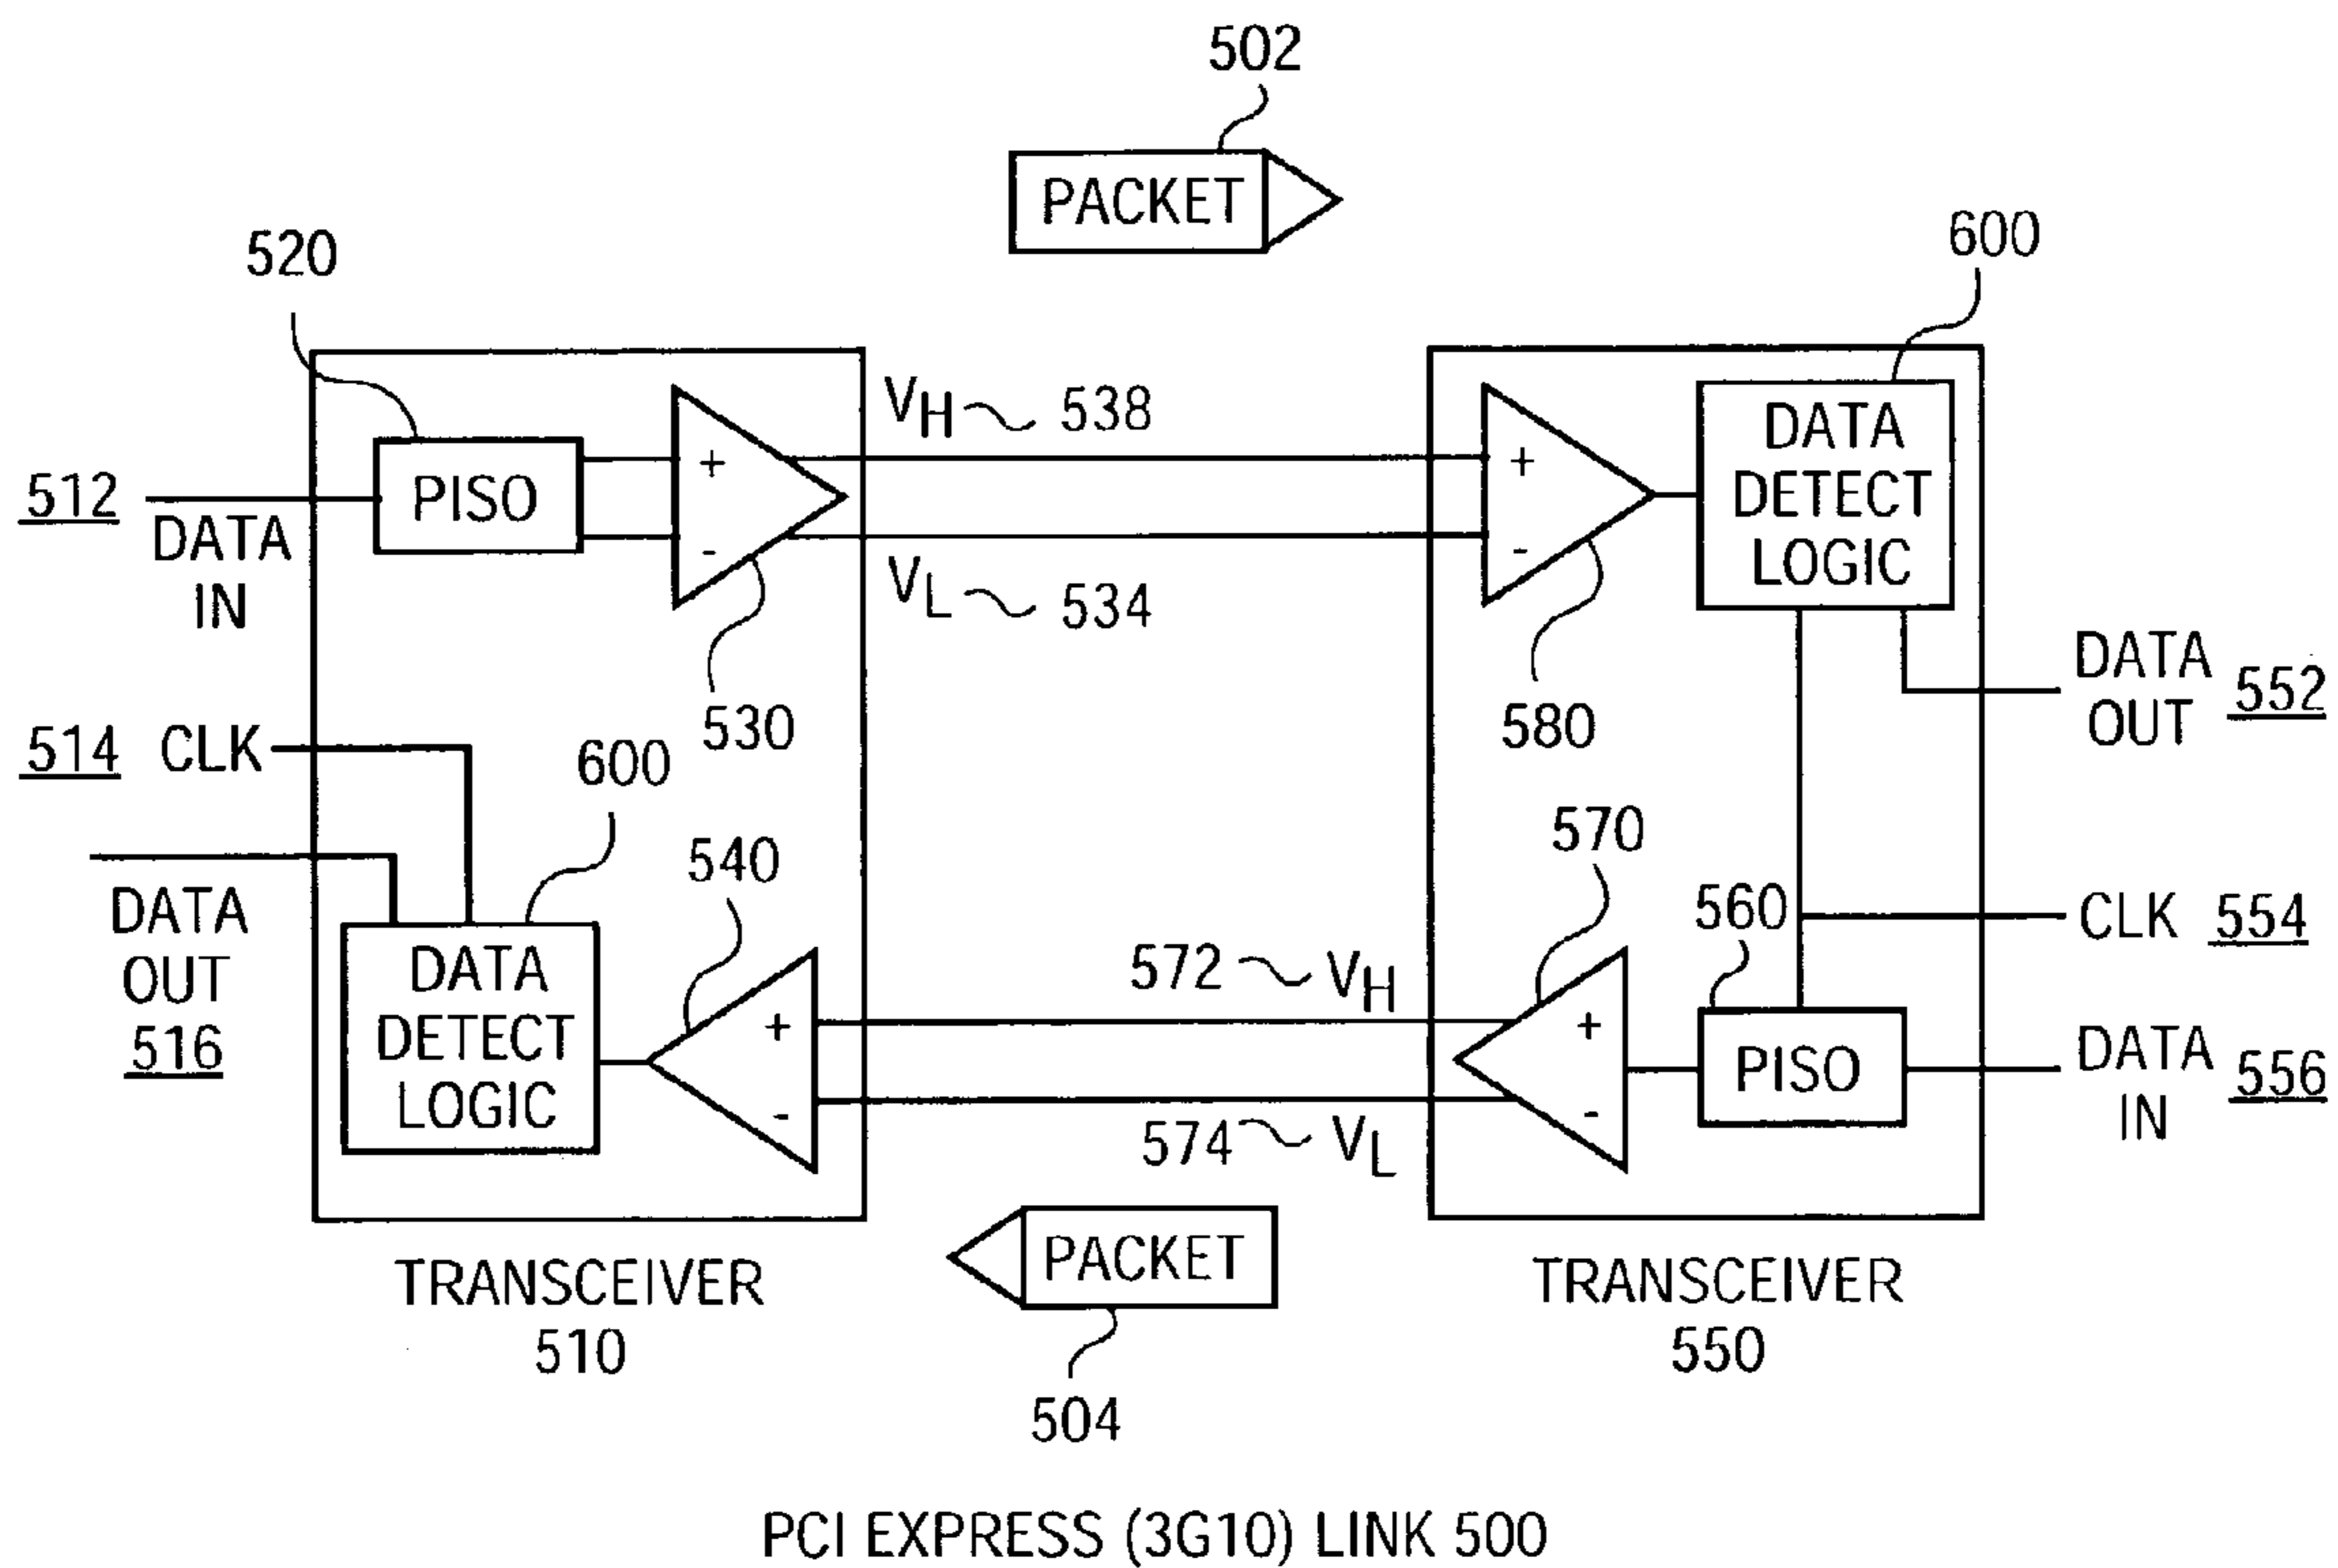 502
PACKET
520
600
PISO
+
-
VH 538
VL 534
+
-
DATA
DETECT
LOGIC
512
DATA
IN
530
580
DATA
OUT 552
514 CLK
600
540
570
560
CLK 554
DATA
OUT
516
DATA
DETECT
LOGIC
+
-
572 VH
574 VL
+
-
PISO
DATA
IN 556
TRANSCEIVER
510
PACKET
504
TRANSCEIVER
550
PCI EXPRESS (3G10) LINK 500